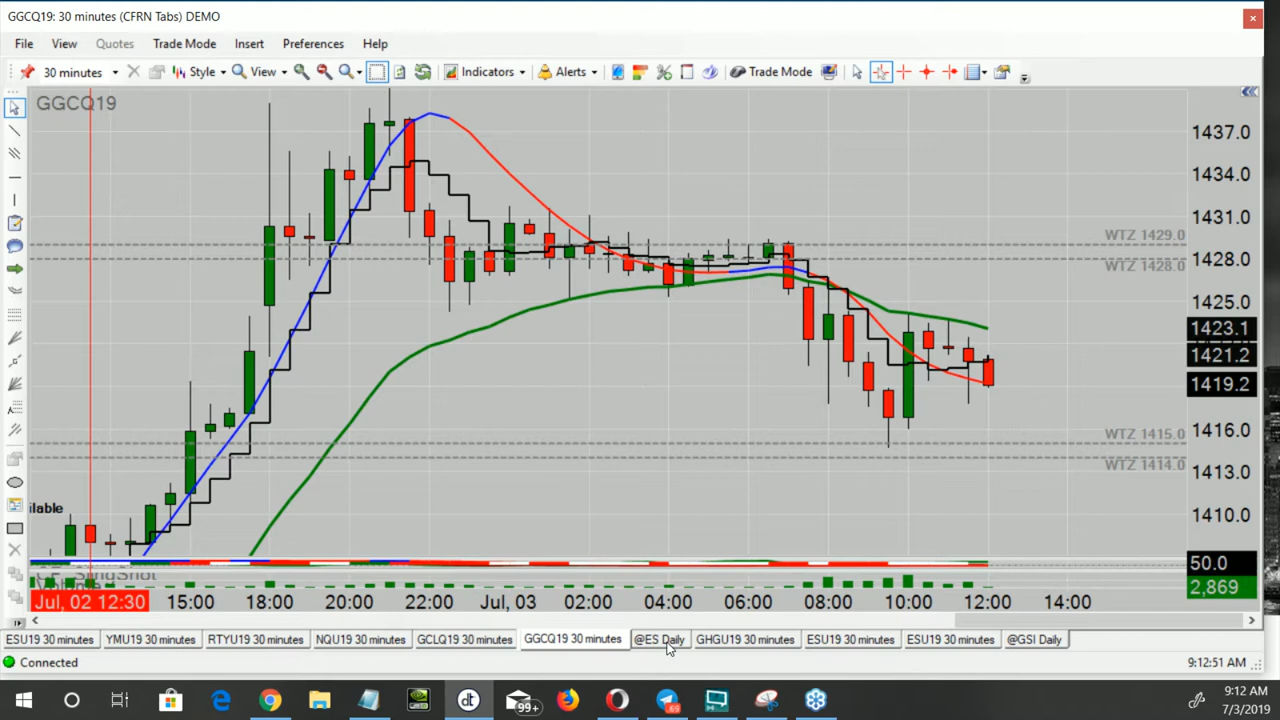 GGCQ19: 30 minutes (CFRN Tabs) DEMO
File View Quotes Trade Mode Insert Preferences Help
30 minutes Style View Indicators Alerts Trade Mode
GGCQ19
1437.0
1434.0
1431.0
WTZ 1429.0
WTZ 1428.0
1428.0
1425.0
1423.1
1421.2
1419.2
1416.0
WTZ 1415.0
WTZ 1414.0
1413.0
ilable
1410.0
50.0
2,869
Jul, 02 12:30 15:00 18:00 20:00 22:00 Jul, 03 02:00 04:00 06:00 08:00 10:00 12:00 14:00
ESU19 30 minutes YMU19 30 minutes RTYU19 30 minutes NQU19 30 minutes GCLQ19 30 minutes GGCQ19 30 minutes @ES Daily GHGU19 30 minutes ESU19 30 minutes ESU19 30 minutes @GSI Daily
Connected
9:12:51 AM
99+
69
9:12 AM
7/3/2019